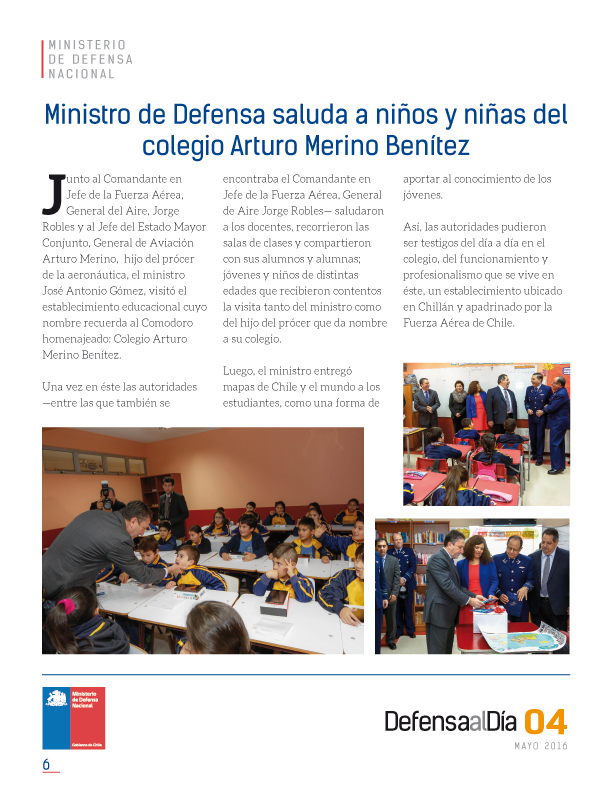 MINISTERIO
DE DEFENSA
NACIONAL
Ministro de Defensa saluda a niños y niñas del
colegio Arturo Merino Benítez
Junto al Comandante en
Jefe de la Fuerza Aérea,
General del Aire, Jorge
Robles y al Jefe del Estado Mayor
Conjunto, General de Aviación
Arturo Merino,  hijo del prócer
de la aeronáutica, el ministro
José Antonio Gómez, visitó el
establecimiento educacional cuyo
nombre recuerda al Comodoro
homenajeado: Colegio Arturo
Merino Benítez.
Una vez en éste las autoridades
—entre las que también se
encontraba el Comandante en
Jefe de la Fuerza Aérea, General
de Aire Jorge Robles— saludaron
a los docentes, recorrieron las
salas de clases y compartieron
con sus alumnos y alumnas;
jóvenes y niños de distintas
edades que recibieron contentos
la visita tanto del ministro como
del hijo del prócer que da nombre
a su colegio.
Luego, el ministro entregó
mapas de Chile y el mundo a los
estudiantes, como una forma de
aportar al conocimiento de los
jóvenes.
Así, las autoridades pudieron
ser testigos del día a día en el
colegio, del funcionamiento y
profesionalismo que se vive en
éste, un establecimiento ubicado
en Chillán y apadrinado por la
Fuerza Aérea de Chile.
Ministerio
de Defensa
Nacional
Gobierno de Chile
DefensaalDía 04
MAYO 2016
6